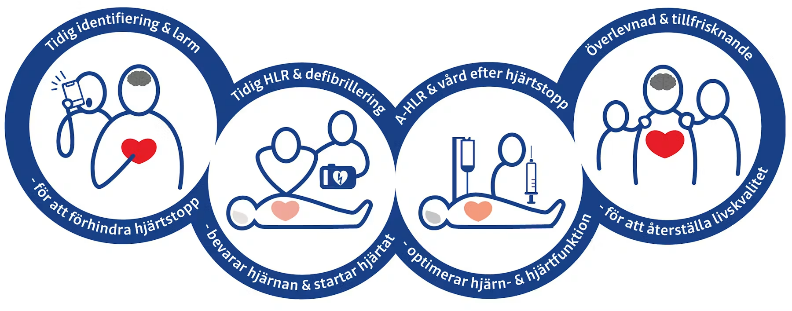 Tidig identifiering & larm
- för att förhindra hjärtstopp
Tidig HLR & defibrillering
- bevarar hjärnan & startar hjärtat
A-HLR & vård efter hjärtstopp
- optimerar hjärn- & hjärtfunktion
Överlevnad & tillfrisknande
- för att återställa livskvalitet